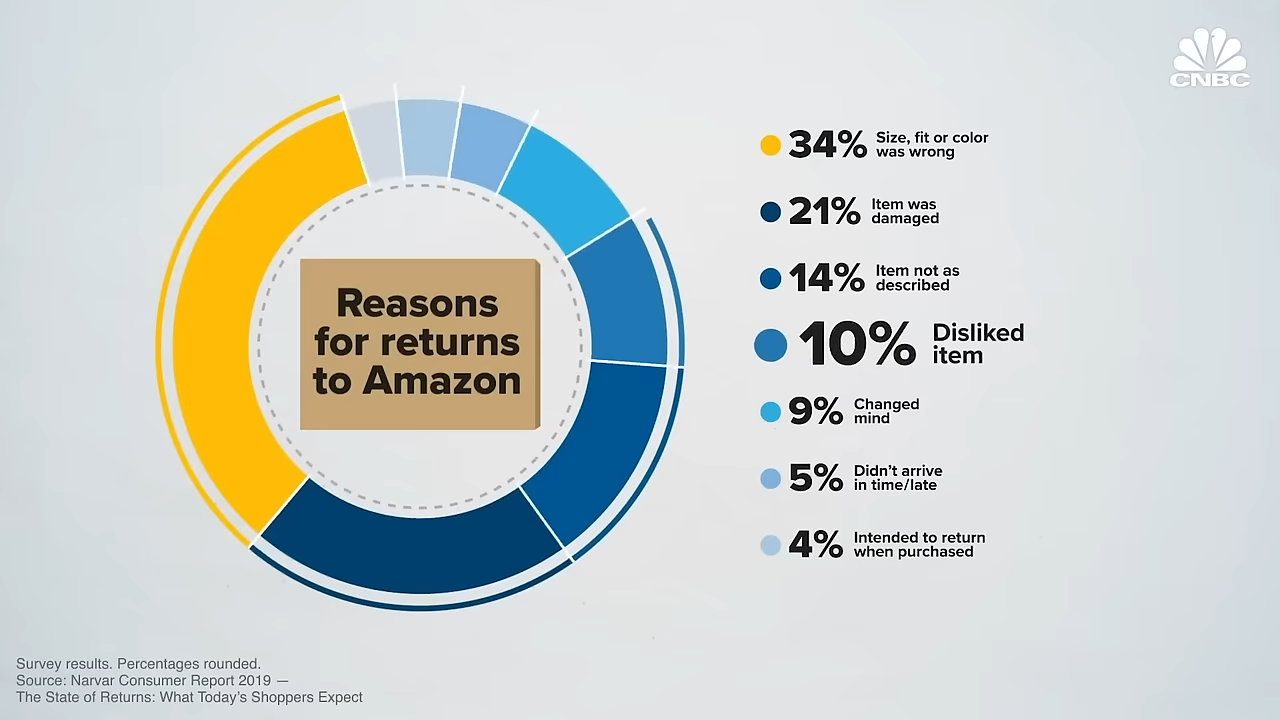 CNBC
Reasons
for returns
to Amazon
34% Size, fit or color
was wrong
21% Item was
damaged
14% Item not as
described
10% Disliked
item
9% Changed
mind
5% Didn't arrive
in time/late
4% Intended to return
when purchased
Survey results. Percentages rounded.
Source: Narvar Consumer Report 2019 —
The State of Returns: What Today's Shoppers Expect